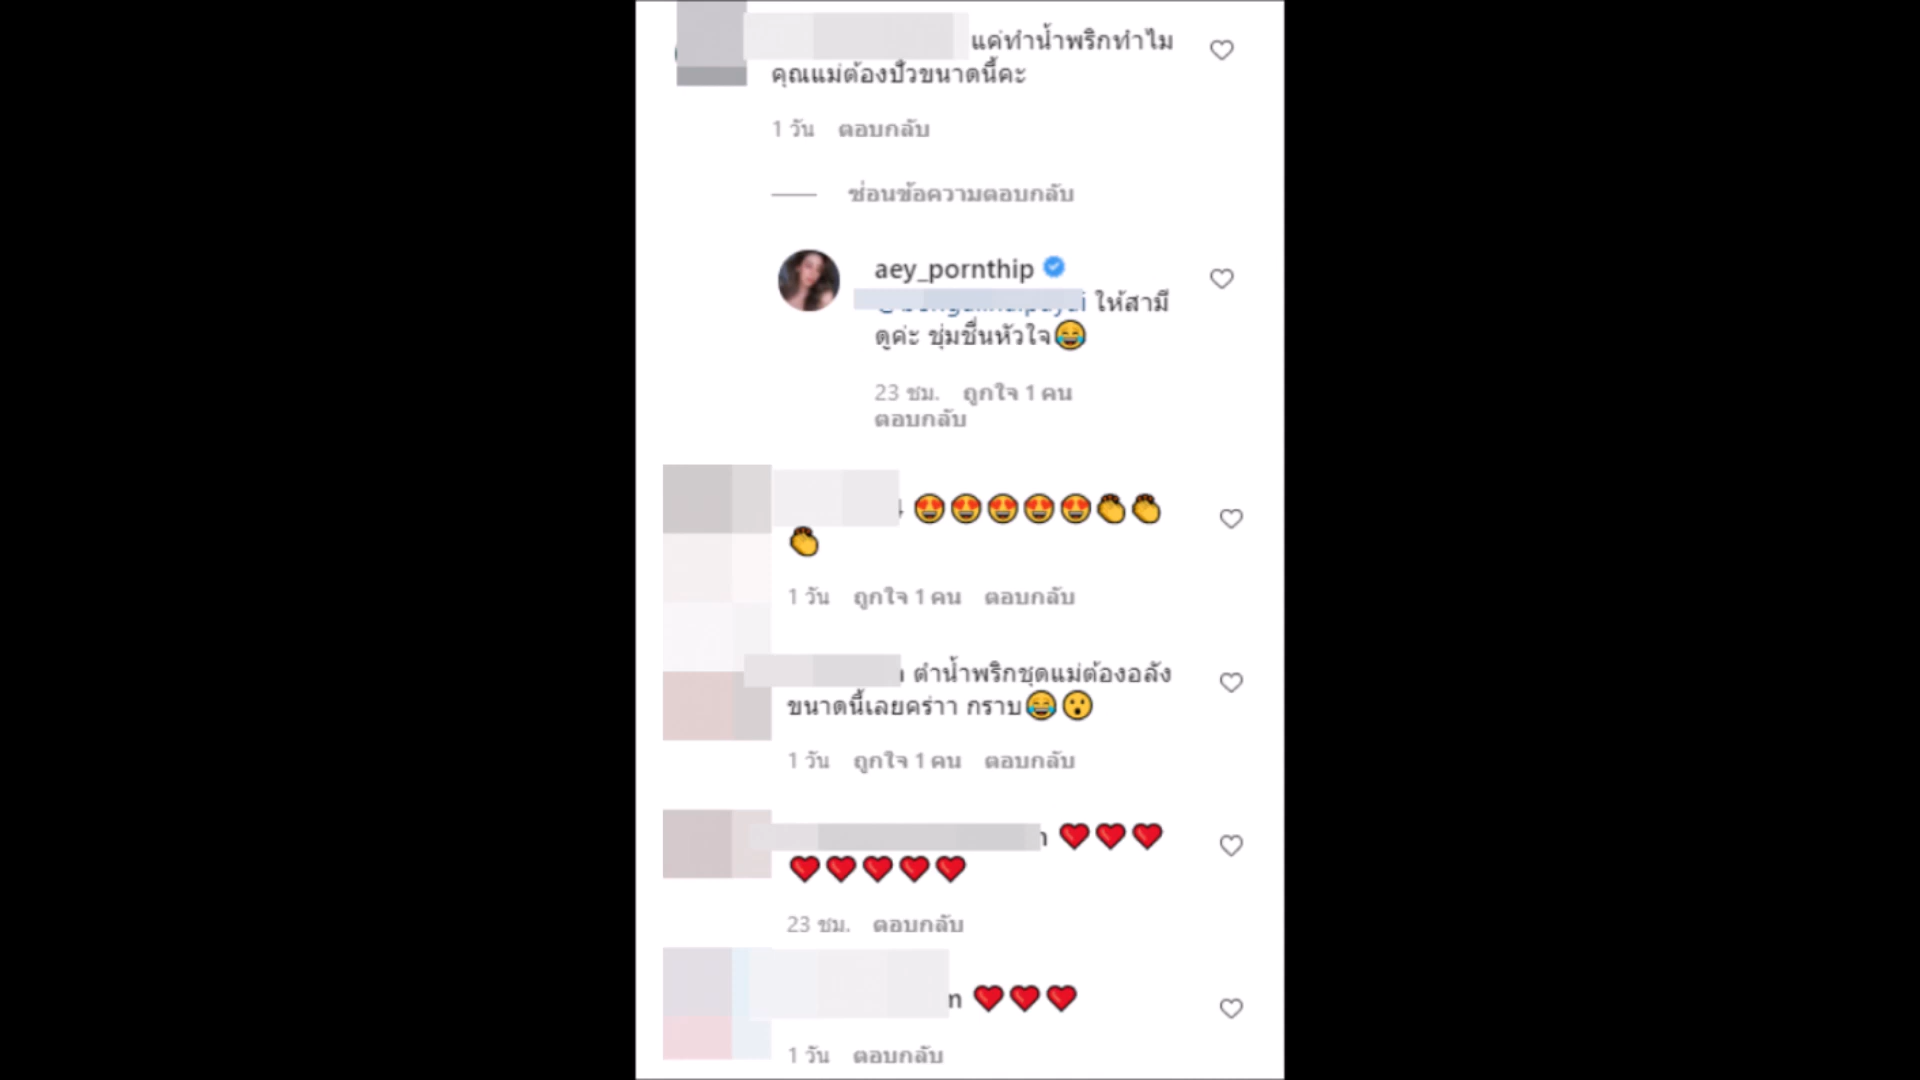 แค่ทำน้ำพริกทำไม
คุณแม่ต้องปังขนาดนี้คะ
1 วัน ตอบกลับ
ซ่อนข้อความตอบกลับ
aey_pornthip
ให้สามี
ดูค่ะ ชุ่มชื่นหัวใจ😂
23 ชม. ถูกใจ 1 คน
ตอบกลับ
😍😍😍😍😍👏👏
👏
1 วัน ถูกใจ 1 คน ตอบกลับ
ตำน้ำพริกชุดแม่ต้องอลัง
ขนาดนี้เลยคร่าา กราบ😂😮
1 วัน ถูกใจ 1 คน ตอบกลับ
❤️❤️❤️
❤️❤️❤️❤️❤️
23 ชม. ตอบกลับ
❤️❤️❤️
1 วัน ตอบกลับ